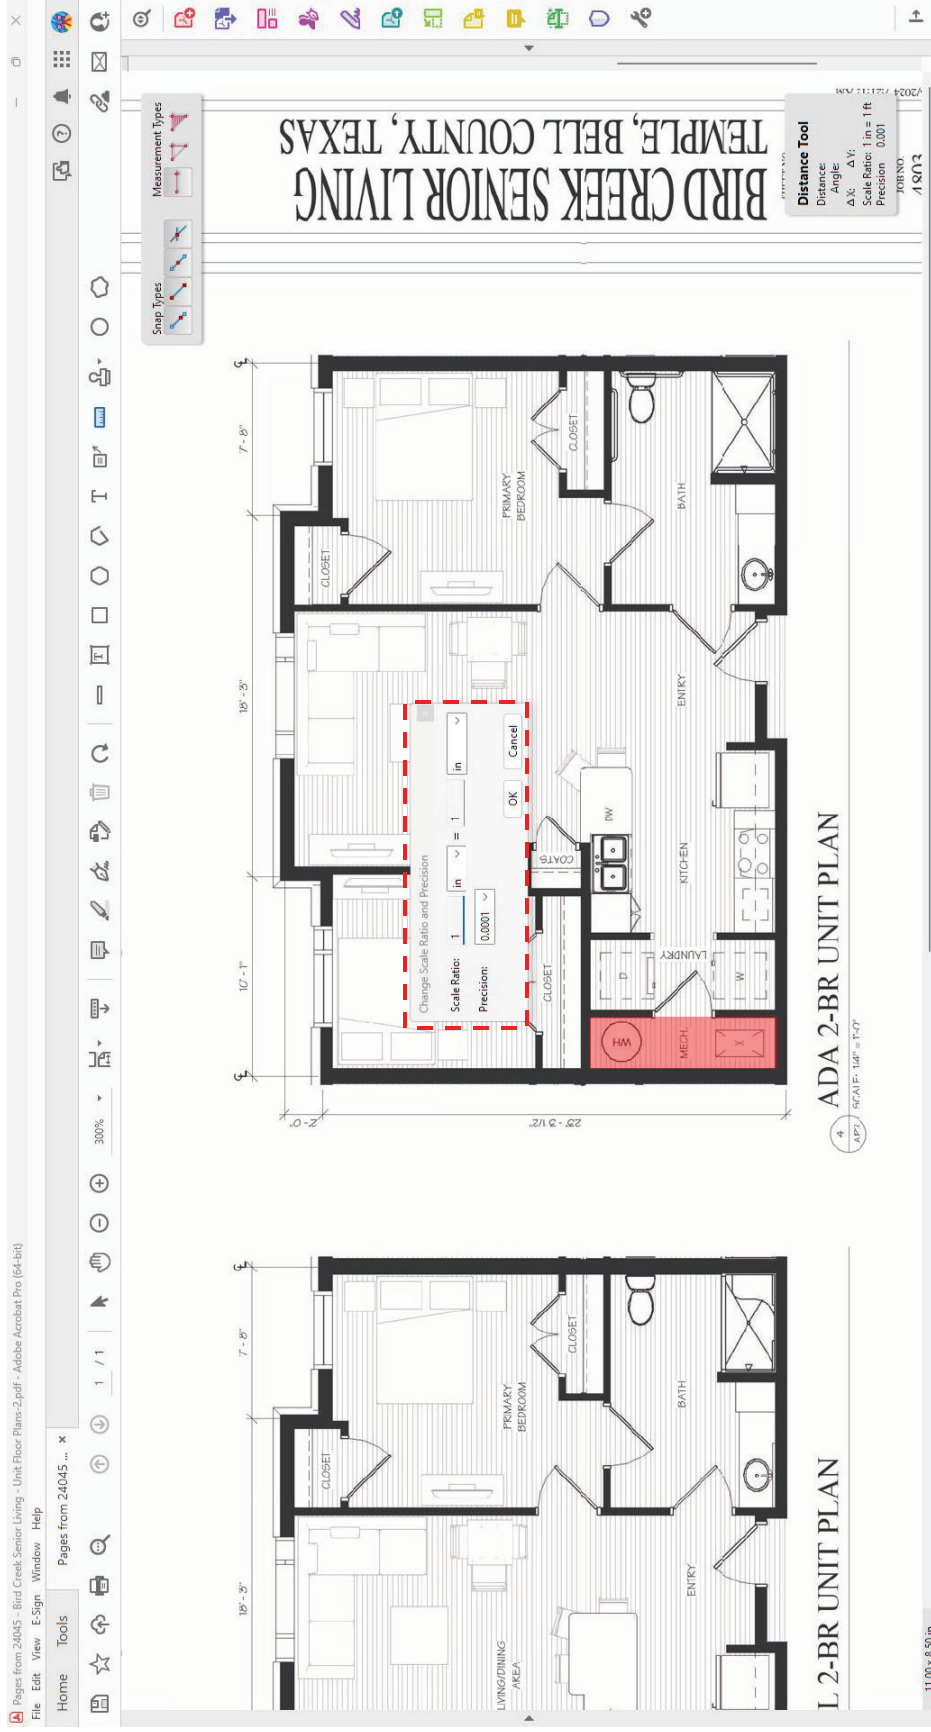 Pages from 24045 - Bird Creek Senior Living - Unit Floor Plans-2.pdf - Adobe Acrobat Pro (64-bit)
File Edit View E-Sign Window Help
Home Tools Pages from 24045 ... ×
1 / 1
300%
Snap Types Measurement Types
BIRD CREEK SENIOR LIVING
TEMPLE, BELL COUNTY, TEXAS
Distance Tool
Distance:
Angle:
Δ X: Δ Y:
Scale Ratio: 1 in = 1 ft
Precision 0.001
JOB NO.
4803
10' - 1"
18' - 3"
7' - 8"
2' - 0"
CLOSET
PRIMARY
BEDROOM
CLOSET
BATH
ENTRY
Change Scale Ratio and Precision
Scale Ratio: 1 in = 1 in
Precision: 0.0001
OK Cancel
COATS
CLOSET
DW
KITCHEN
LAUNDRY
D
W
WH
MECH.
X
ADA 2-BR UNIT PLAN
4
SCALE: 1/4" = 1'-0"
18' - 3"
7' - 8"
CLOSET
PRIMARY
BEDROOM
CLOSET
BATH
LIVING/DINING
AREA
ENTRY
L 2-BR UNIT PLAN
11.00 x 8.50 in